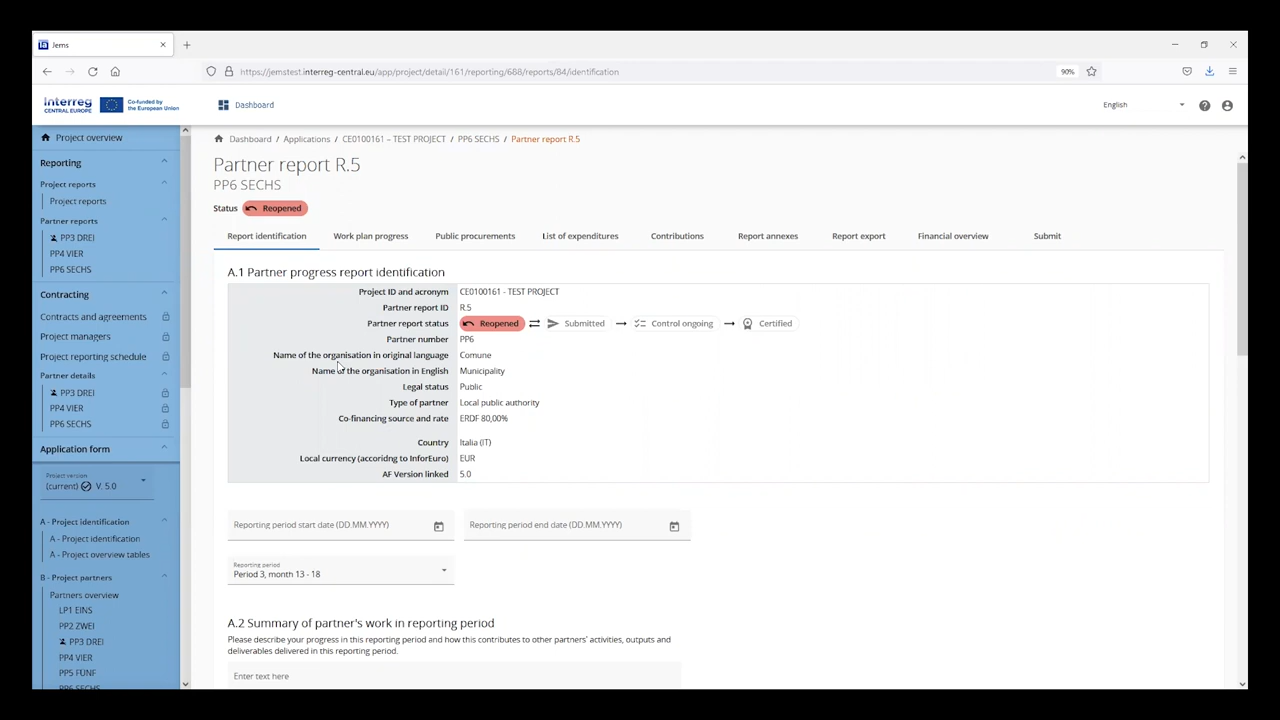 Jems
https://jemstest.interreg-central.eu/app/project/detail/161/reporting/688/reports/84/identification
90%
Interreg
CENTRAL EUROPE
Co-funded by
the European Union
Dashboard
English
Project overview
Reporting
Project reports
Project reports
Partner reports
PP3 DREI
PP4 VIER
PP6 SECHS
Contracting
Contracts and agreements
Project managers
Project reporting schedule
Partner details
PP3 DREI
PP4 VIER
PP6 SECHS
Application form
Project version
(current) V. 5.0
A - Project identification
A - Project identification
A - Project overview tables
B - Project partners
Partners overview
LP1 EINS
PP2 ZWEI
PP3 DREI
PP4 VIER
PP5 FÜNF
PP6 SECHS
Dashboard / Applications / CE0100161 – TEST PROJECT / PP6 SECHS / Partner report R.5
Partner report R.5
PP6 SECHS
Status Reopened
Report identification Work plan progress Public procurements List of expenditures Contributions Report annexes Report export Financial overview Submit
A.1 Partner progress report identification
Project ID and acronym CE0100161 - TEST PROJECT
Partner report ID R.5
Partner report status Reopened Submitted Control ongoing Certified
Partner number PP6
Name of the organisation in original language Comune
Name of the organisation in English Municipality
Legal status Public
Type of partner Local public authority
Co-financing source and rate ERDF 80,00%
Country Italia (IT)
Local currency (accoridng to InforEuro) EUR
AF Version linked 5.0
Reporting period start date (DD.MM.YYYY) Reporting period end date (DD.MM.YYYY)
Reporting period
Period 3, month 13 - 18
A.2 Summary of partner's work in reporting period
Please describe your progress in this reporting period and how this contributes to other partners' activities, outputs and
deliverables delivered in this reporting period.
Enter text here